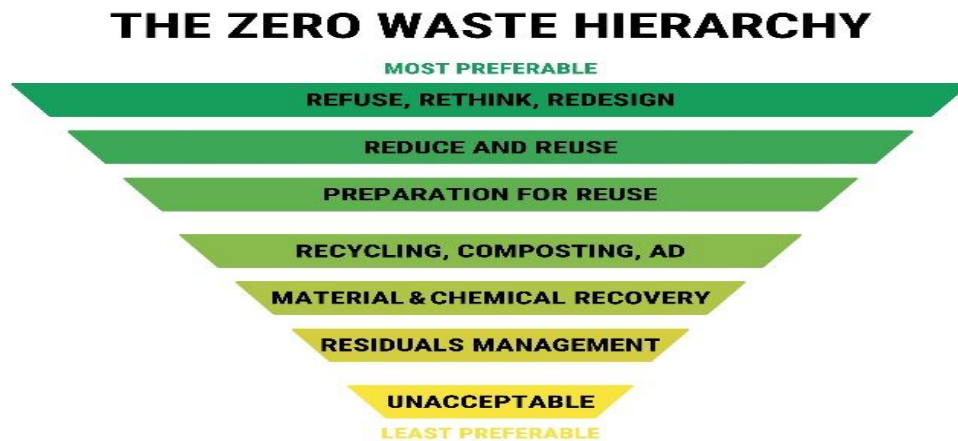 THE ZERO WASTE HIERARCHY
MOST PREFERABLE
REFUSE, RETHINK, REDESIGN
REDUCE AND REUSE
PREPARATION FOR REUSE
RECYCLING, COMPOSTING, AD
MATERIAL & CHEMICAL RECOVERY
RESIDUALS MANAGEMENT
UNACCEPTABLE
LEAST PREFERABLE